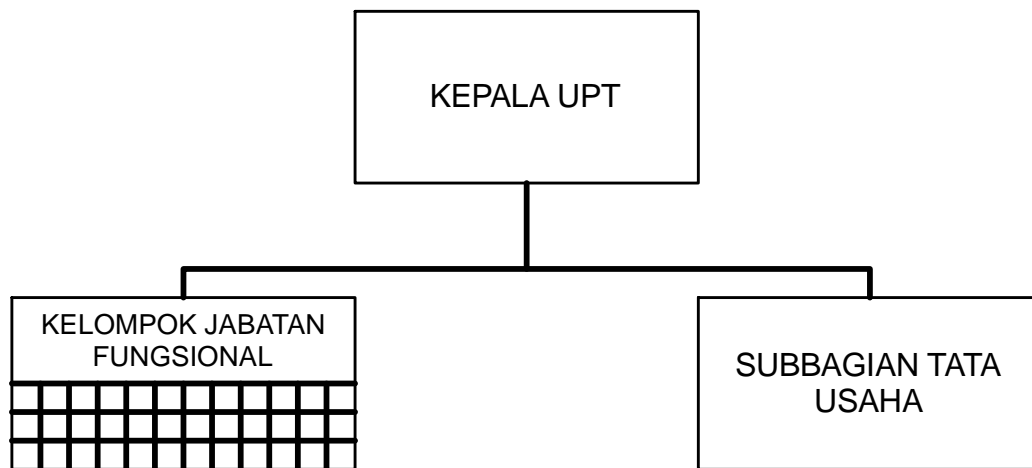 KEPALA UPT
KELOMPOK JABATAN
FUNGSIONAL
SUBBAGIAN TATA
USAHA